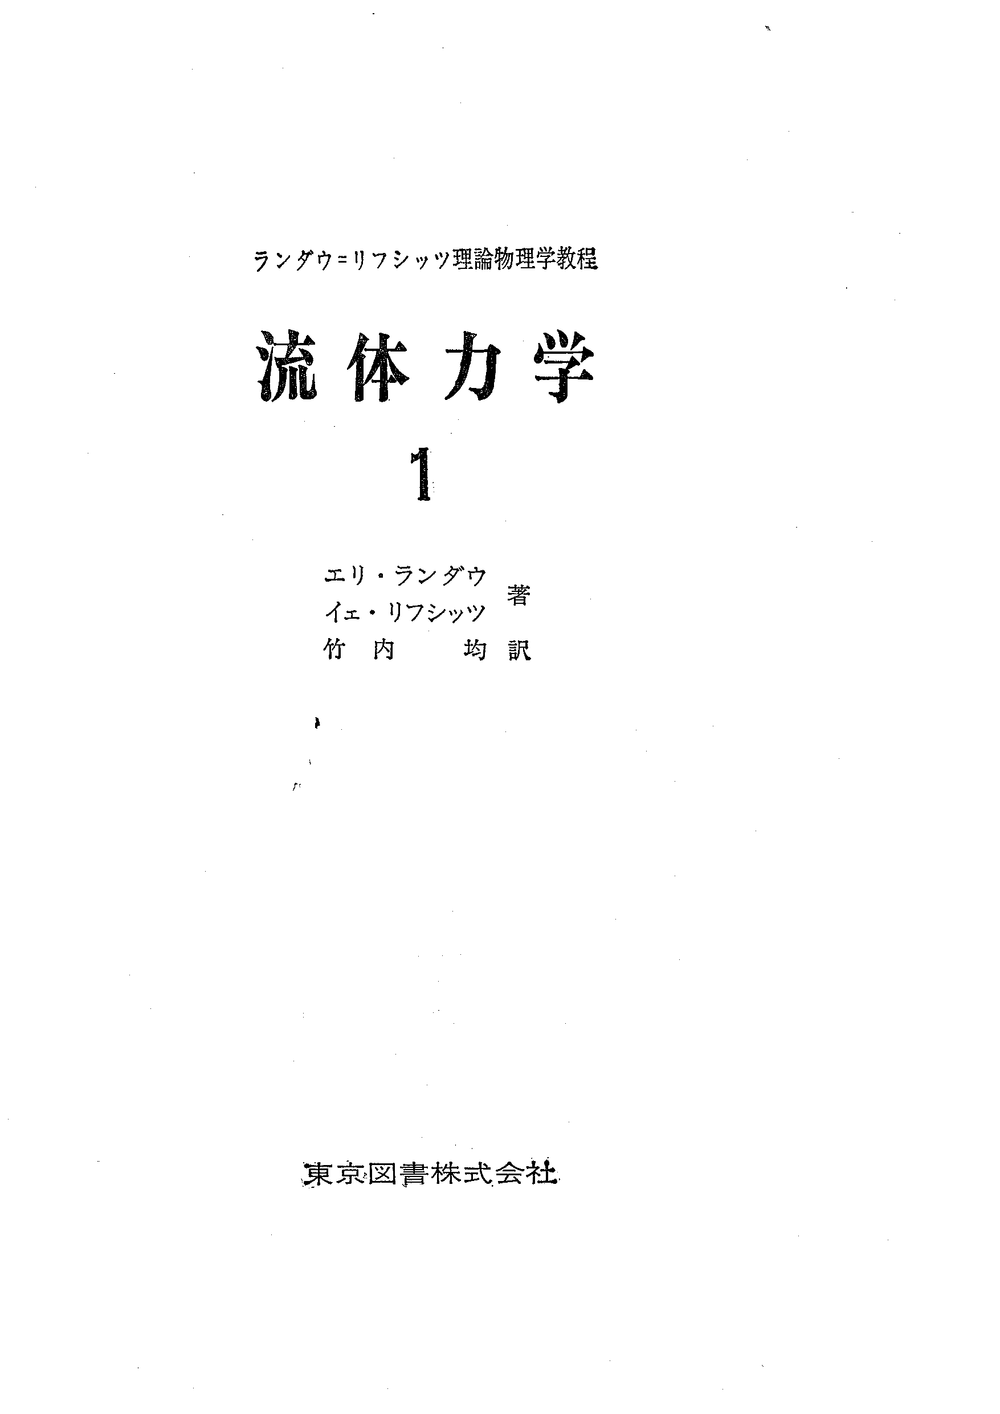 ランダウ=リフシッツ理論物理学教程
流体力学
1
エリ・ランダウ
イェ・リフシッツ
著
竹内 均 訳
東京図書株式会社